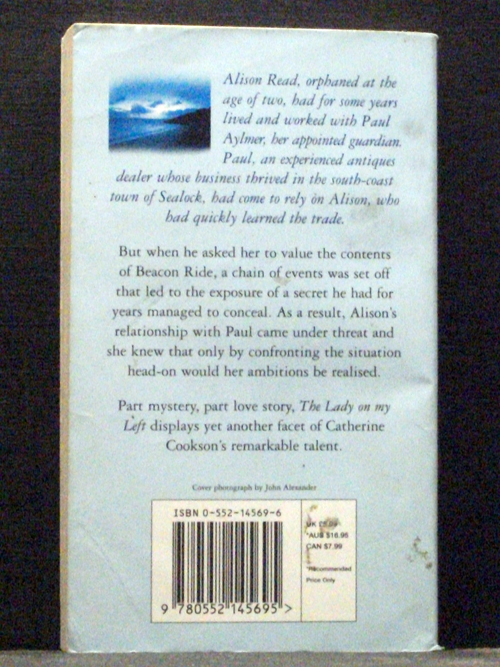 Alison Read, orphaned at the
age of two, had for some years
lived and worked with Paul
Aylmer, her appointed guardian.
Paul, an experienced antiques
dealer whose business thrived in the south-coast
town of Sealock, had come to rely on Alison, who
had quickly learned the trade.
But when he asked her to value the contents
of Beacon Ride, a chain of events was set off
that led to the exposure of a secret he had for
years managed to conceal. As a result, Alison's
relationship with Paul came under threat and
she knew that only by confronting the situation
head-on would her ambitions be realised.
Part mystery, part love story, The Lady on my
Left displays yet another facet of Catherine
Cookson's remarkable talent.
Cover photograph by John Alexander
ISBN 0-552-14569-6
UK
*AUS $16.95
CAN $7.99
*Recommended
Price Only
9 780552 145695 >